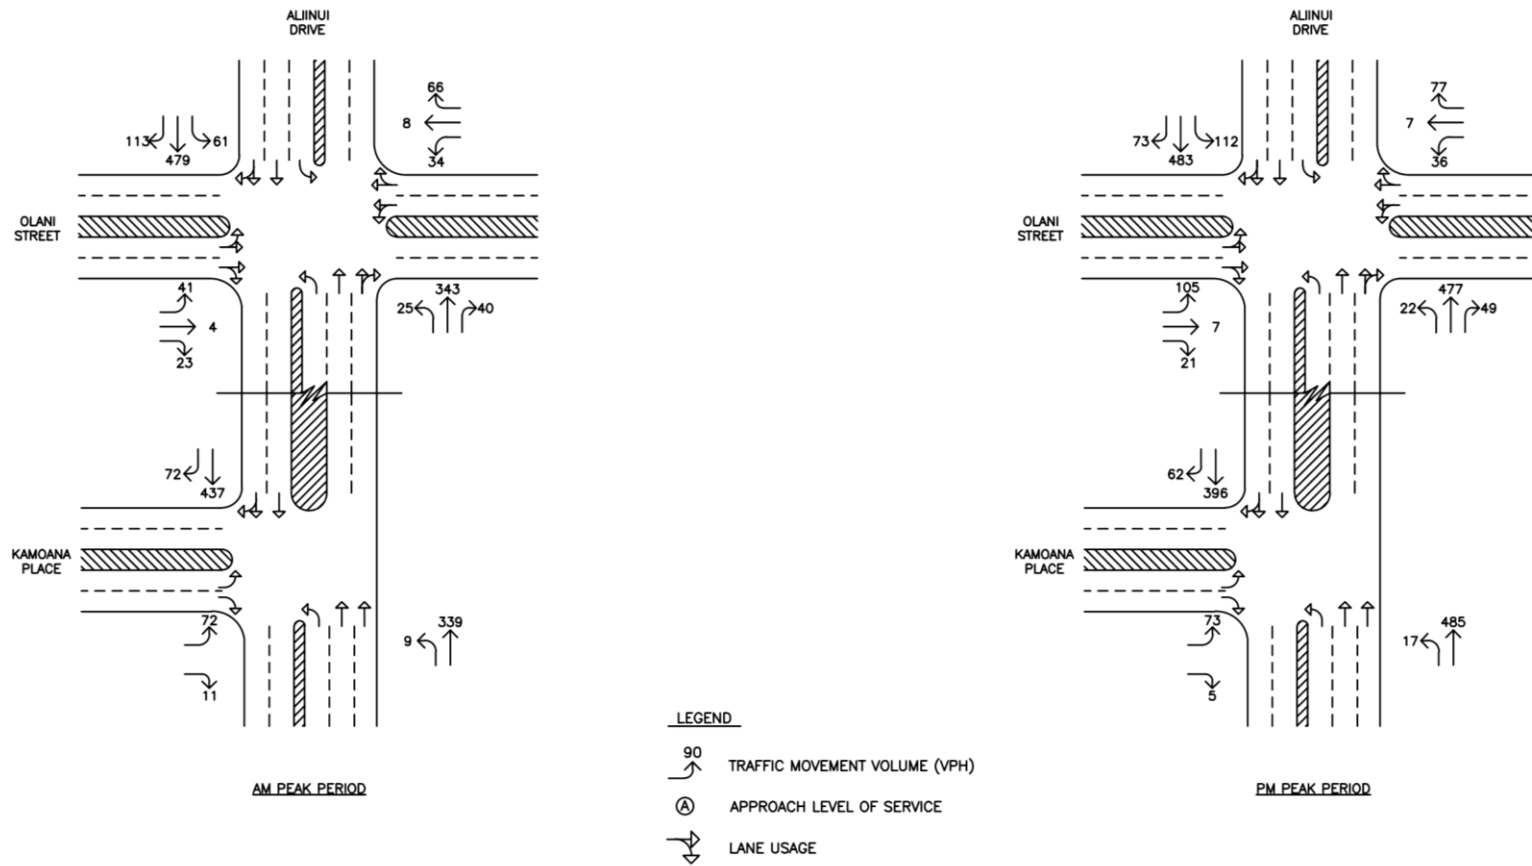 ALIINUI
DRIVE
66
8
34
113
61
479
OLANI
STREET
41
4
23
343
25
40
72
437
KAMOANA
PLACE
72
11
339
9
AM PEAK PERIOD
LEGEND
90
TRAFFIC MOVEMENT VOLUME (VPH)
A
APPROACH LEVEL OF SERVICE
LANE USAGE
ALIINUI
DRIVE
77
7
36
73
112
483
OLANI
STREET
105
7
21
477
22
49
62
396
KAMOANA
PLACE
73
5
485
17
PM PEAK PERIOD